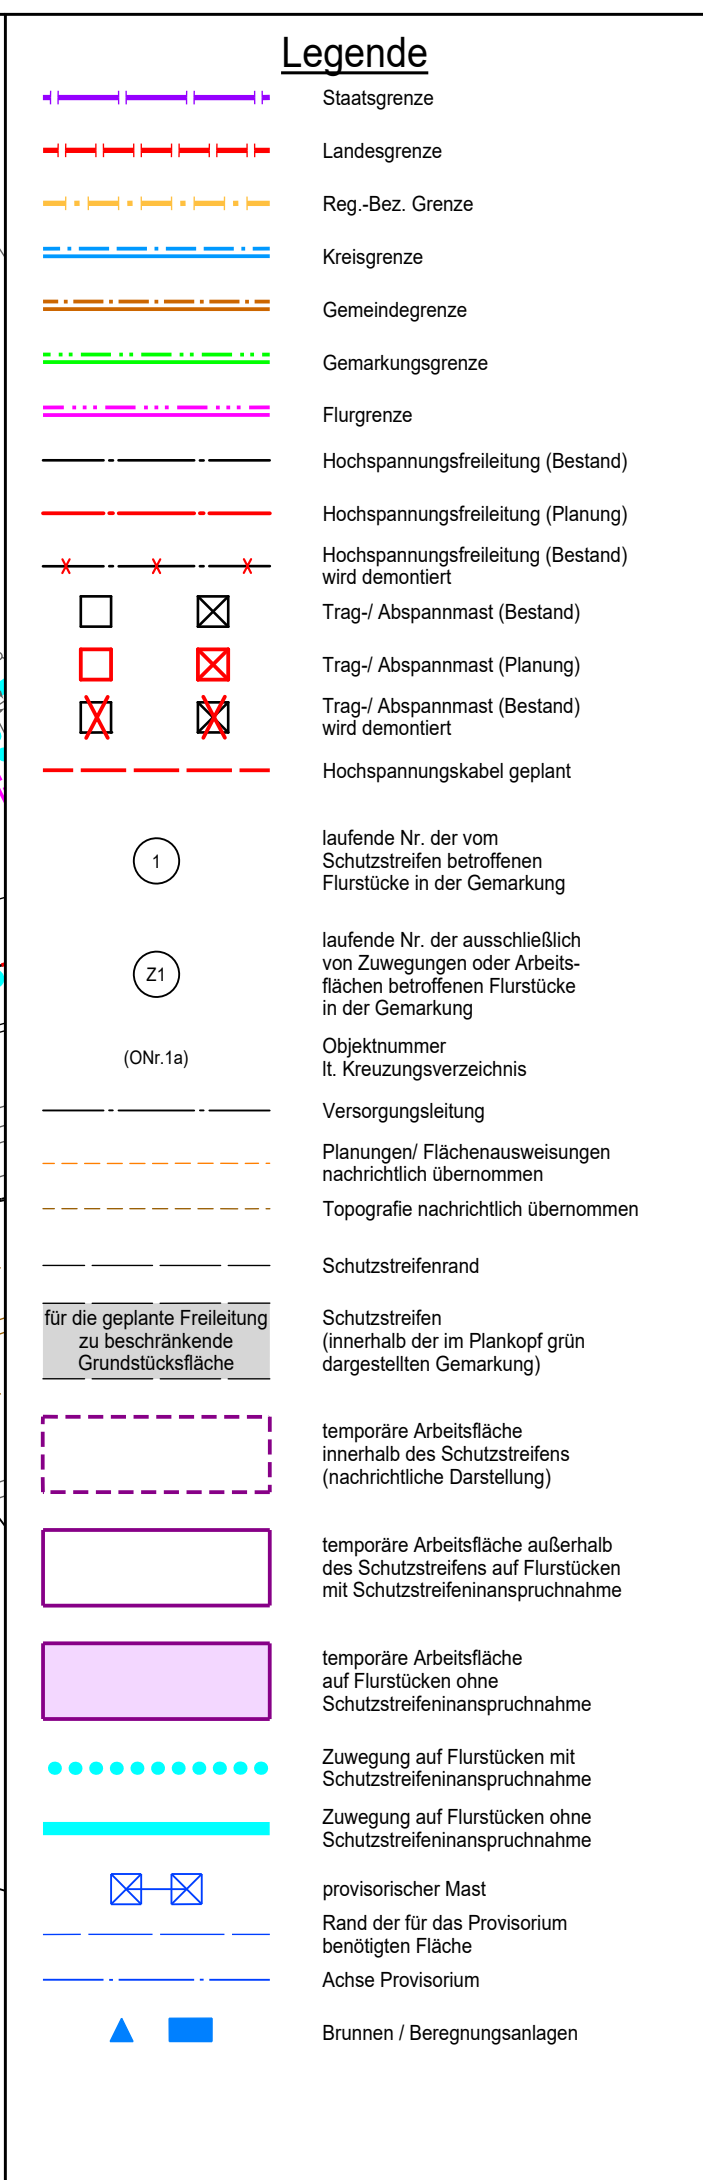 Legende
Staatsgrenze
Landesgrenze
Reg.-Bez. Grenze
Kreisgrenze
Gemeindegrenze
Gemarkungsgrenze
Flurgrenze
Hochspannungsfreileitung (Bestand)
Hochspannungsfreileitung (Planung)
Hochspannungsfreileitung (Bestand)
wird demontiert
Trag-/ Abspannmast (Bestand)
Trag-/ Abspannmast (Planung)
Trag-/ Abspannmast (Bestand)
wird demontiert
Hochspannungskabel geplant
1
laufende Nr. der vom
Schutzstreifen betroffenen
Flurstücke in der Gemarkung
Z1
laufende Nr. der ausschließlich
von Zuwegungen oder Arbeits-
flächen betroffenen Flurstücke
in der Gemarkung
(ONr.1a)
Objektnummer
lt. Kreuzungsverzeichnis
Versorgungsleitung
Planungen/ Flächenausweisungen
nachrichtlich übernommen
Topografie nachrichtlich übernommen
Schutzstreifenrand
für die geplante Freileitung
zu beschränkende
Grundstücksfläche
Schutzstreifen
(innerhalb der im Plankopf grün
dargestellten Gemarkung)
temporäre Arbeitsfläche
innerhalb des Schutzstreifens
(nachrichtliche Darstellung)
temporäre Arbeitsfläche außerhalb
des Schutzstreifens auf Flurstücken
mit Schutzstreifeninanspruchnahme
temporäre Arbeitsfläche
auf Flurstücken ohne
Schutzstreifeninanspruchnahme
Zuwegung auf Flurstücken mit
Schutzstreifeninanspruchnahme
Zuwegung auf Flurstücken ohne
Schutzstreifeninanspruchnahme
provisorischer Mast
Rand der für das Provisorium
benötigten Fläche
Achse Provisorium
Brunnen / Beregnungsanlagen